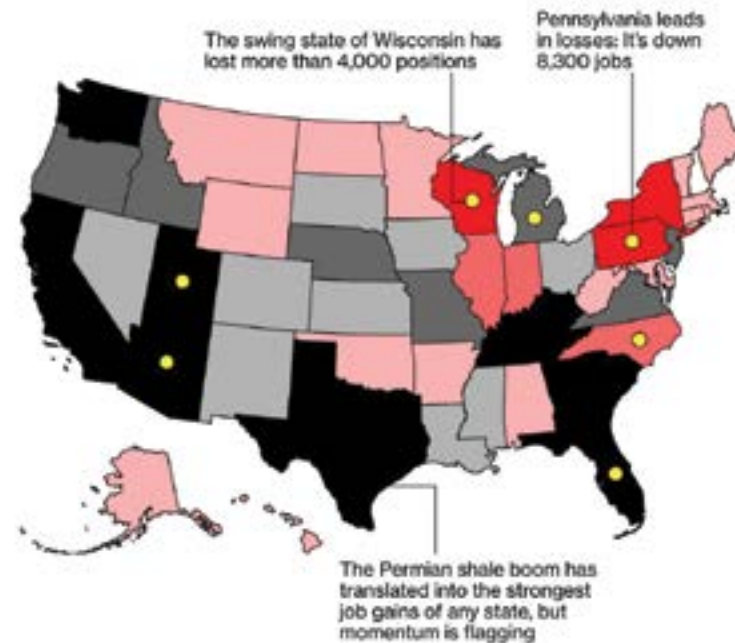 The swing state of Wisconsin has
lost more than 4,000 positions
Pennsylvania leads
in losses: It's down
8,300 jobs
The Permian shale boom has
translated into the strongest
job gains of any state, but
momentum is flagging